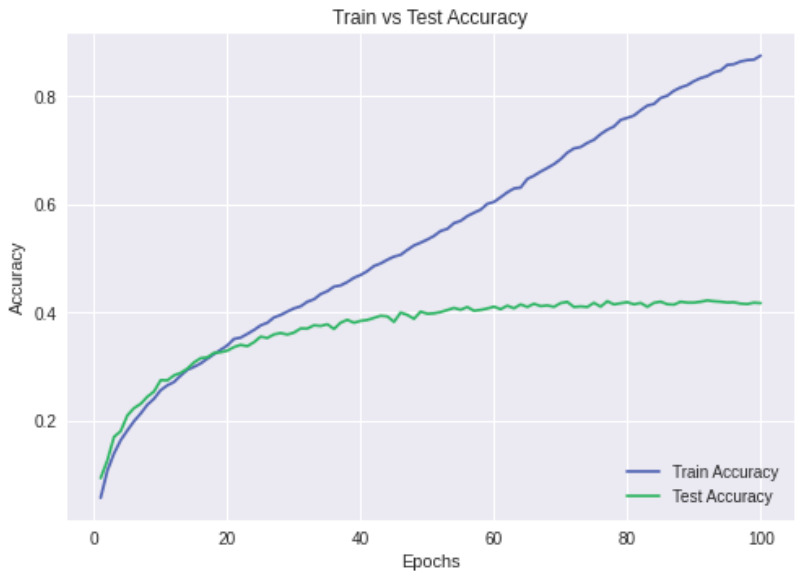 Train vs Test Accuracy
Accuracy
0.8
0.6
0.4
0.2
0 20 40 60 80 100
Epochs
Train Accuracy
Test Accuracy